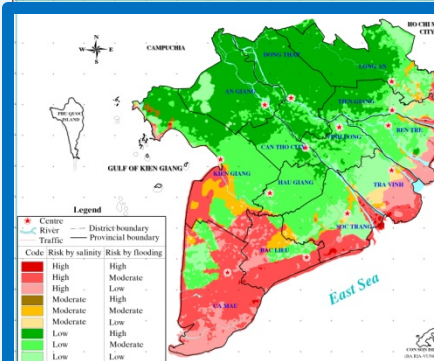 HO CHI M
CITY
CAMPUCHIA
N
W E
S
DONG THAP
LONG AN
AN GIANG
TIEN GIANG
PHU QUOC
ISLAND
VINH LONG
BEN TRE
CAN THO CITY
GULF OF KIEN GIANG
KIEN GIANG
HAU GIANG
TRA VINH
SOC TRANG
BAC LIEU
CA MAU
East Sea
Legend
Centre
River
Traffic
District boundary
Provincial boundary
Code Risk by salinity Risk by flooding
High High
High Moderate
High Low
Moderate High
Moderate Moderate
Moderate Low
Low High
Low Moderate
Low Low